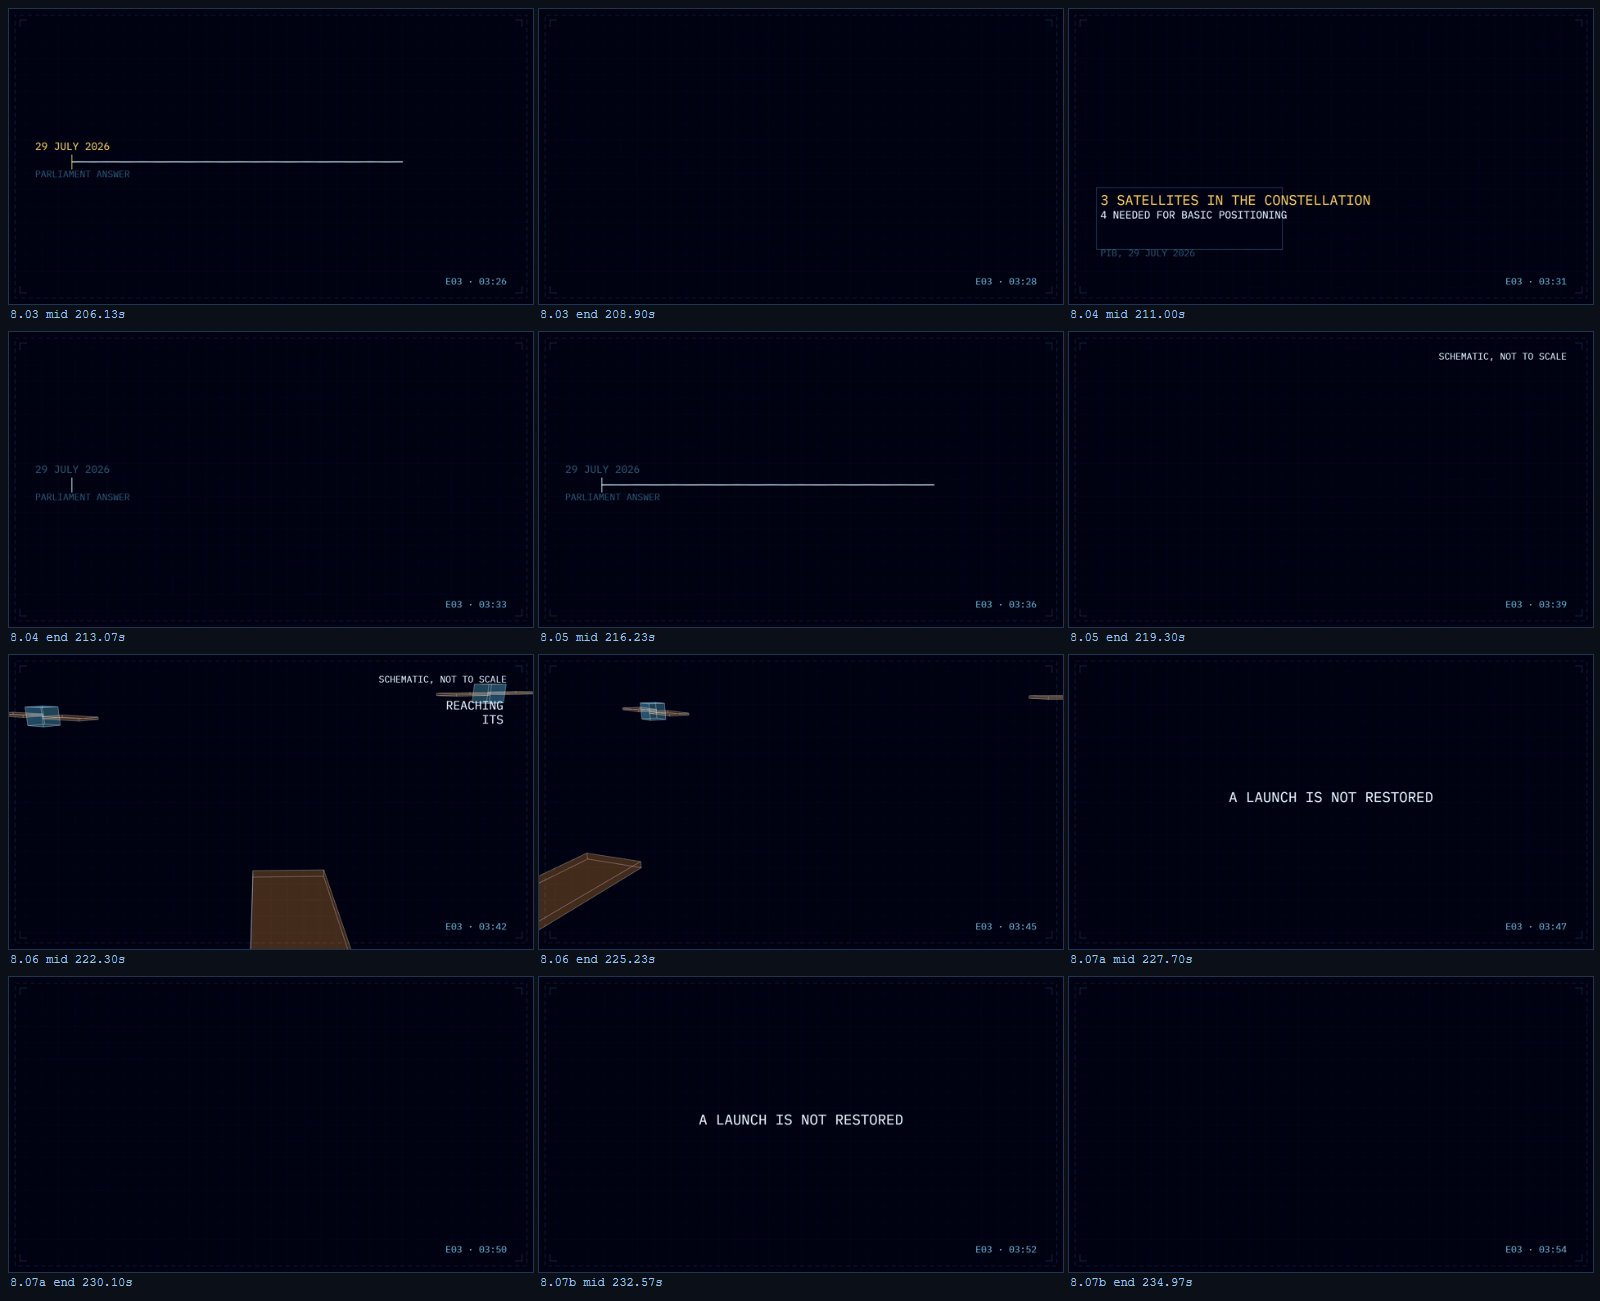 29 JULY 2026
PARLIAMENT ANSWER
E03 · 03:26
8.03 mid 206.13s
E03 · 03:28
8.03 end 208.90s
3 SATELLITES IN THE CONSTELLATION
4 NEEDED FOR BASIC POSITIONING
PIB, 29 JULY 2026
E03 · 03:31
8.04 mid 211.00s
29 JULY 2026
PARLIAMENT ANSWER
E03 · 03:33
8.04 end 213.07s
29 JULY 2026
PARLIAMENT ANSWER
E03 · 03:36
8.05 mid 216.23s
SCHEMATIC, NOT TO SCALE
E03 · 03:39
8.05 end 219.30s
SCHEMATIC, NOT TO SCALE
REACHING
ITS
E03 · 03:42
8.06 mid 222.30s
E03 · 03:45
8.06 end 225.23s
A LAUNCH IS NOT RESTORED
E03 · 03:47
8.07a mid 227.70s
E03 · 03:50
8.07a end 230.10s
A LAUNCH IS NOT RESTORED
E03 · 03:52
8.07b mid 232.57s
E03 · 03:54
8.07b end 234.97s